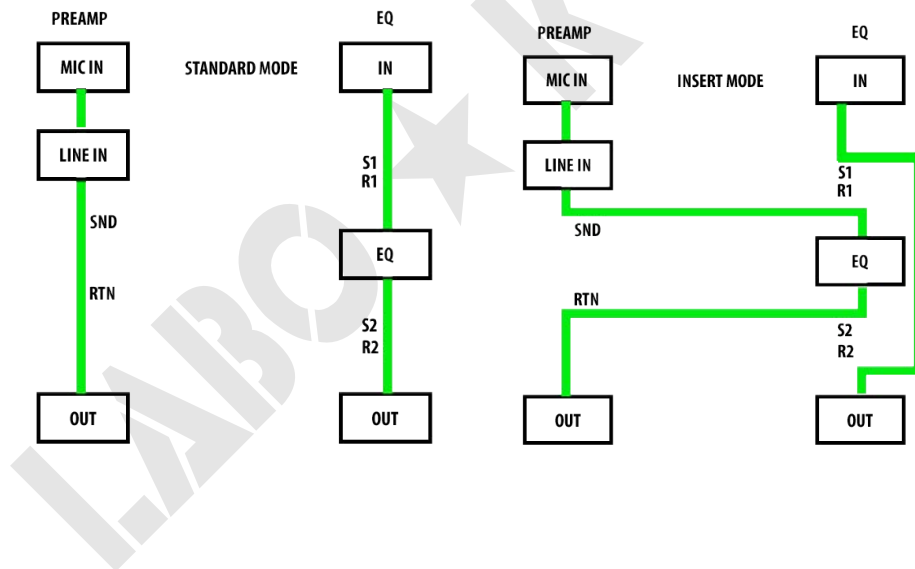 PREAMP
MIC IN
LINE IN
SND
RTN
OUT
STANDARD MODE
EQ
IN
S1
R1
EQ
S2
R2
OUT
PREAMP
MIC IN
LINE IN
SND
RTN
OUT
INSERT MODE
EQ
IN
S1
R1
EQ
S2
R2
OUT
LABO ★ K